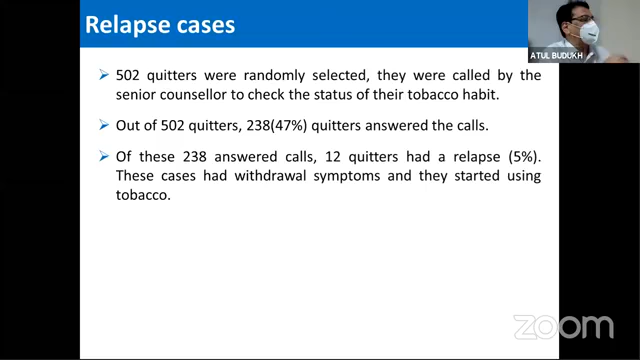 Relapse cases
ATUL BUDUKH
502 quitters were randomly selected, they were called by the
senior counsellor to check the status of their tobacco habit.
Out of 502 quitters, 238(47%) quitters answered the calls.
Of these 238 answered calls, 12 quitters had a relapse (5%).
These cases had withdrawal symptoms and they started using
tobacco.
zoom